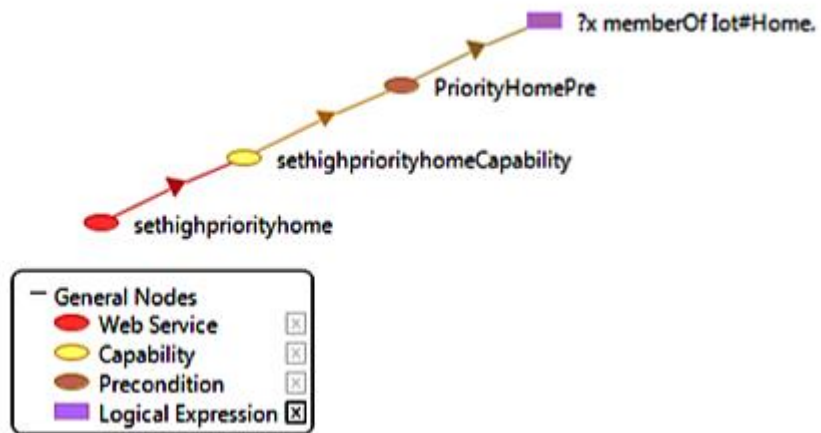 ?x memberOf Iot#Home.
PriorityHomePre
sethighpriorityhomeCapability
sethighpriorityhome
General Nodes
Web Service
Capability
Precondition
Logical Expression